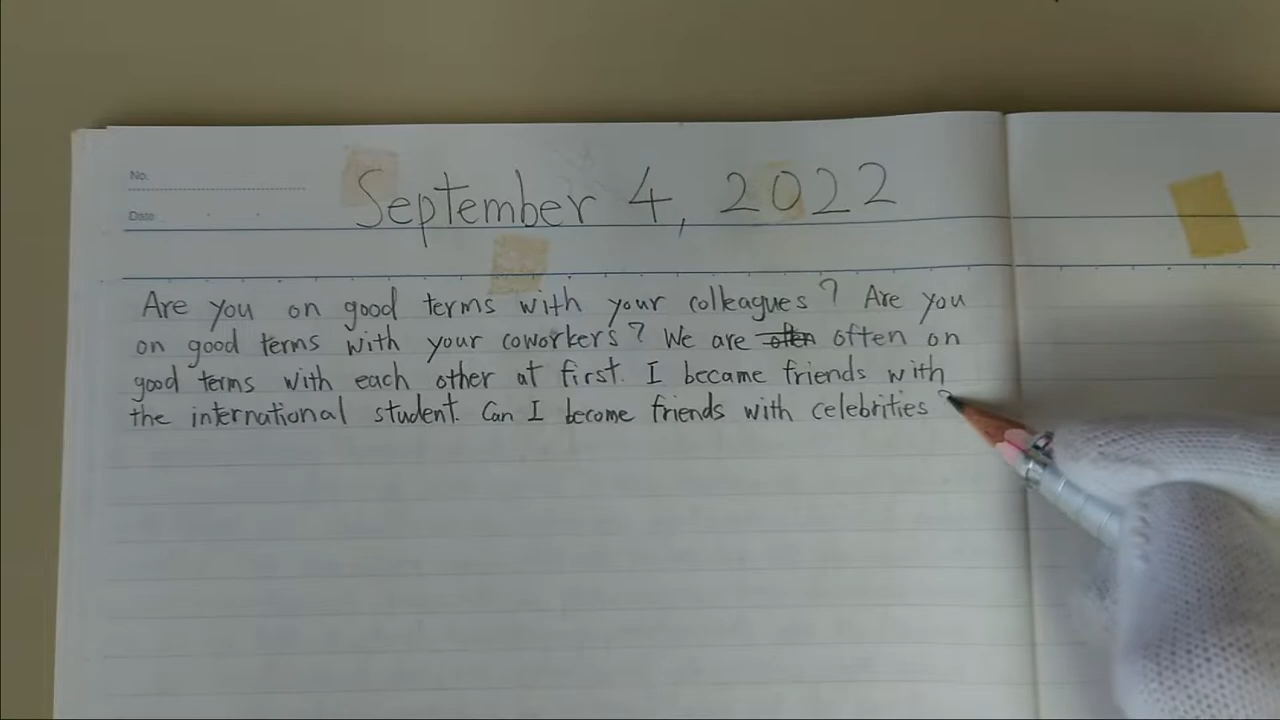 No.
Date
September 4, 2022
Are you on good terms with your colleagues? Are you
on good terms with your coworkers? We are often often on
good terms with each other at first. I became friends with
the international student. Can I become friends with celebrities?